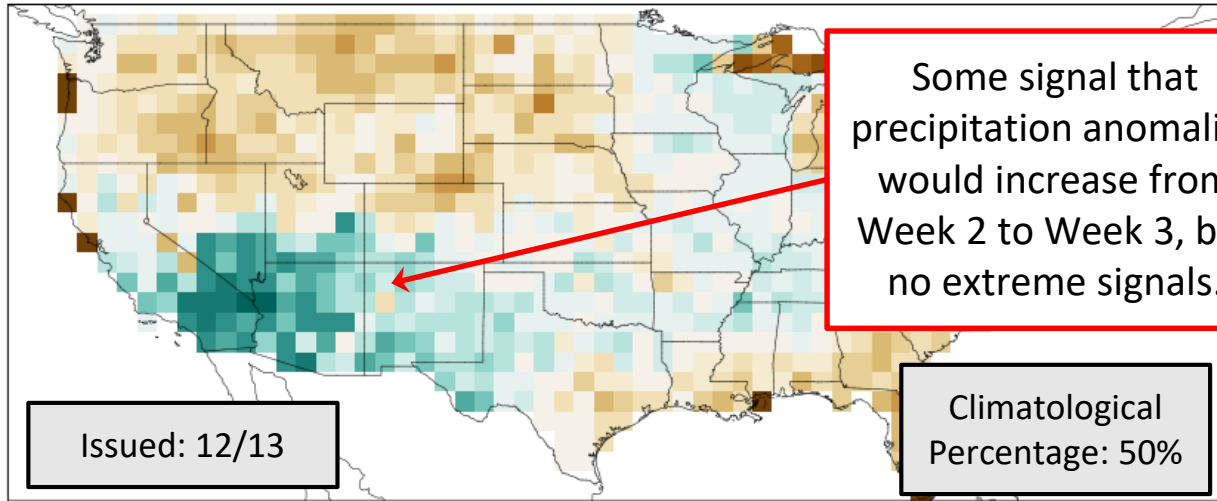 Some signal that
precipitation anomali
would increase from
Week 2 to Week 3, b
no extreme signals.
Issued: 12/13
Climatological
Percentage: 50%